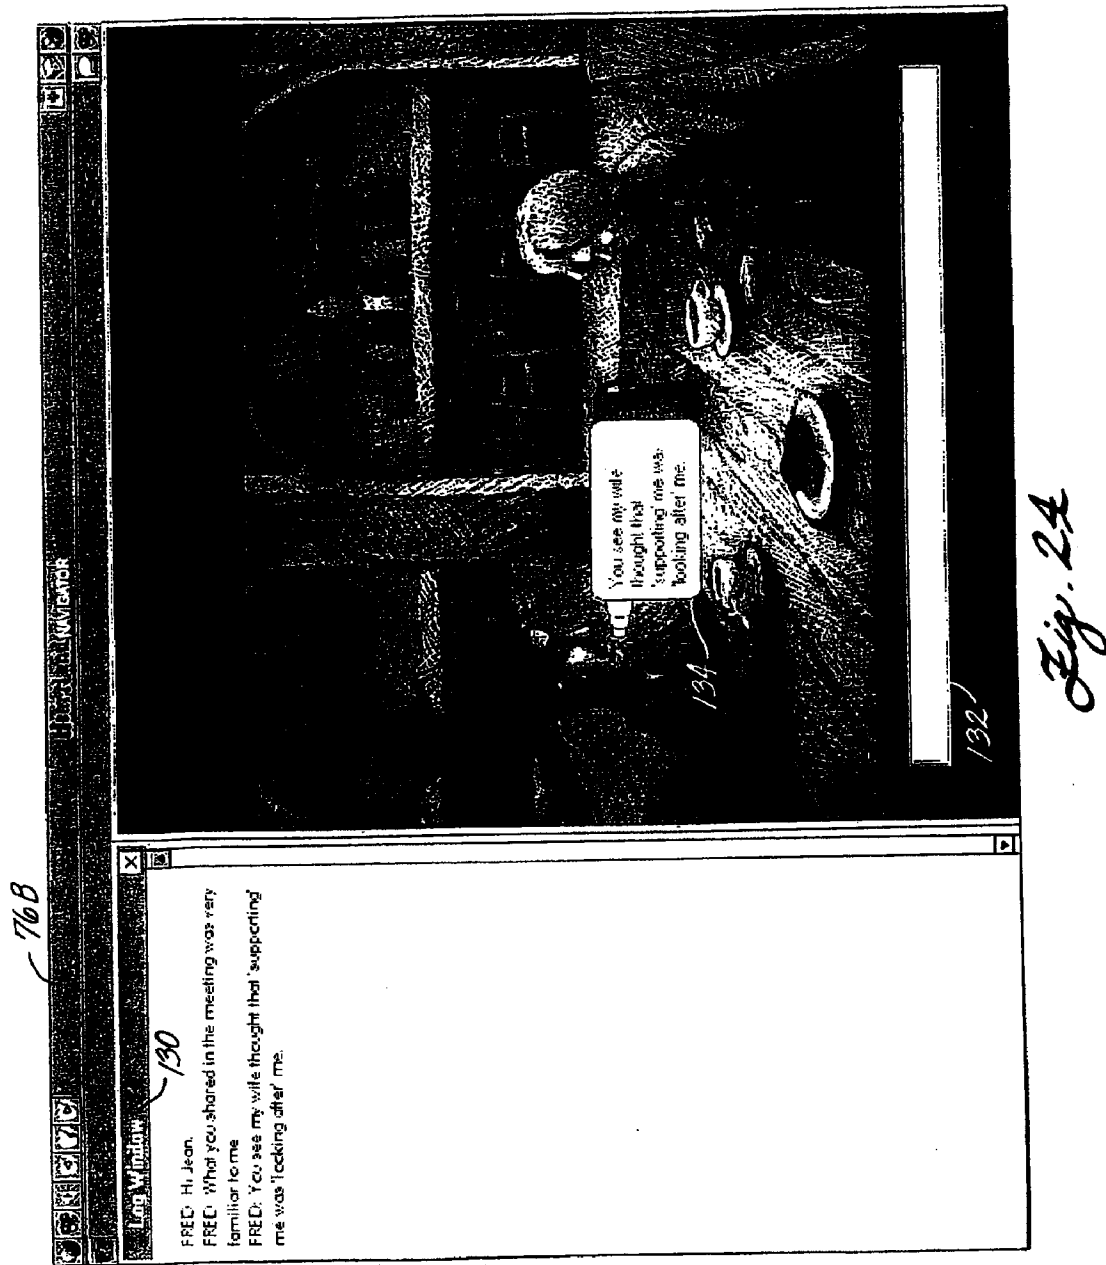 76B
NAVIGATOR
Log Window
130
FRED: Hi Jean.
FRED: What you shared in the meeting was very
familiar to me
FRED: You see my wife thought that 'supporting'
me was 'looking after' me.
You see my wife
thought that
'supporting' me was
'looking after' me.
134
132
Fig. 24